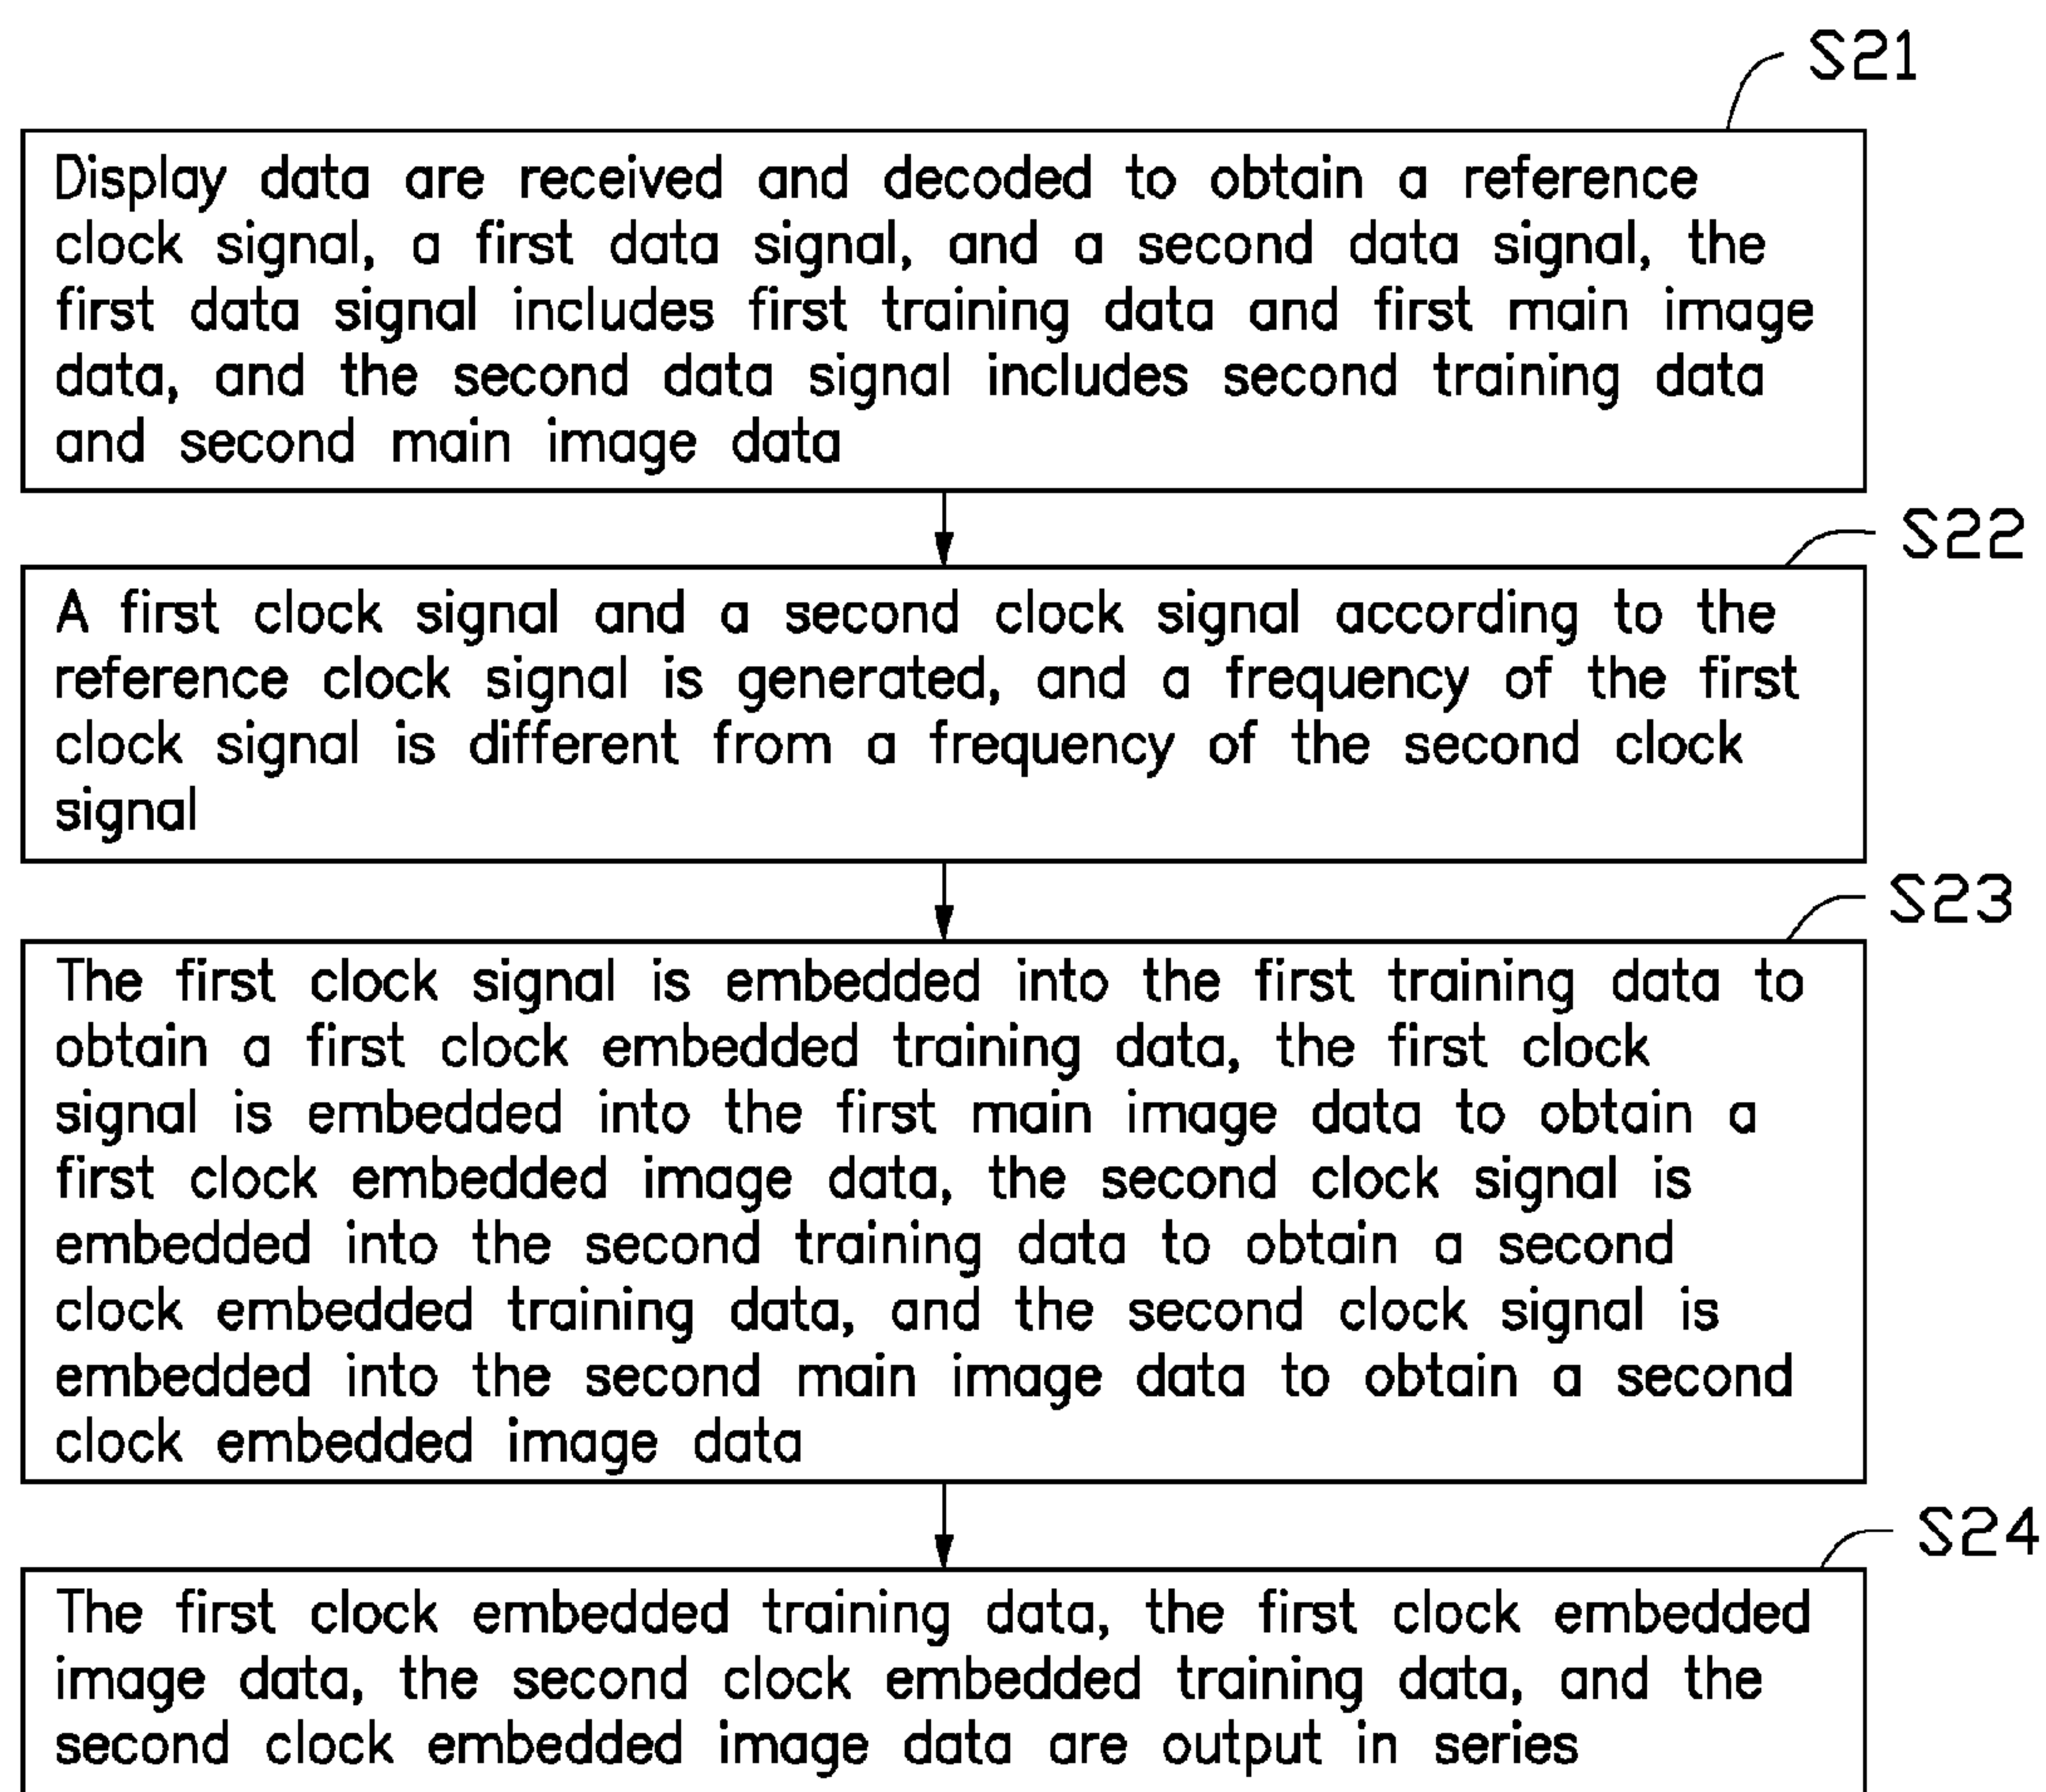 S21
Display data are received and decoded to obtain a reference
clock signal, a first data signal, and a second data signal, the
first data signal includes first training data and first main image
data, and the second data signal includes second training data
and second main image data
S22
A first clock signal and a second clock signal according to the
reference clock signal is generated, and a frequency of the first
clock signal is different from a frequency of the second clock
signal
S23
The first clock signal is embedded into the first training data to
obtain a first clock embedded training data, the first clock
signal is embedded into the first main image data to obtain a
first clock embedded image data, the second clock signal is
embedded into the second training data to obtain a second
clock embedded training data, and the second clock signal is
embedded into the second main image data to obtain a second
clock embedded image data
S24
The first clock embedded training data, the first clock embedded
image data, the second clock embedded training data, and the
second clock embedded image data are output in series